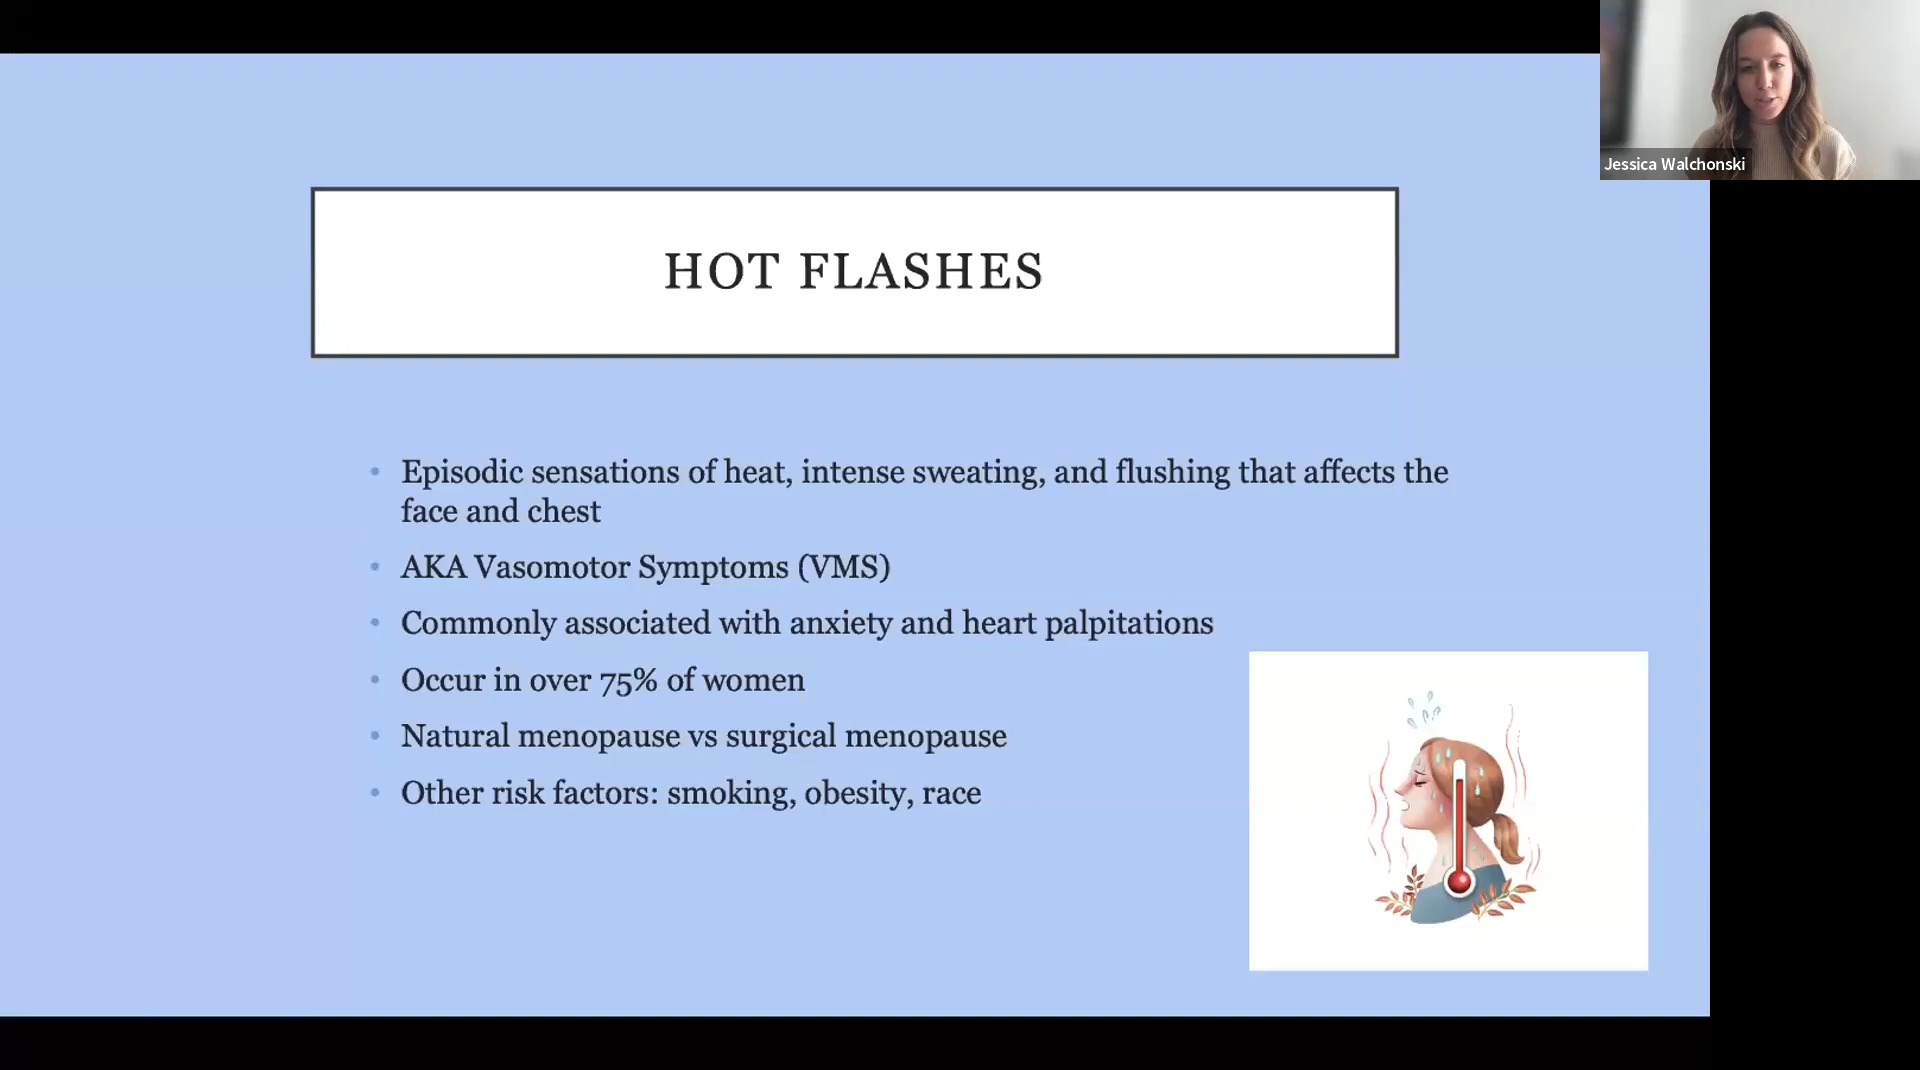 Jessica Walchonski
HOT FLASHES
• Episodic sensations of heat, intense sweating, and flushing that affects the
face and chest
• AKA Vasomotor Symptoms (VMS)
• Commonly associated with anxiety and heart palpitations
• Occur in over 75% of women
• Natural menopause vs surgical menopause
• Other risk factors: smoking, obesity, race